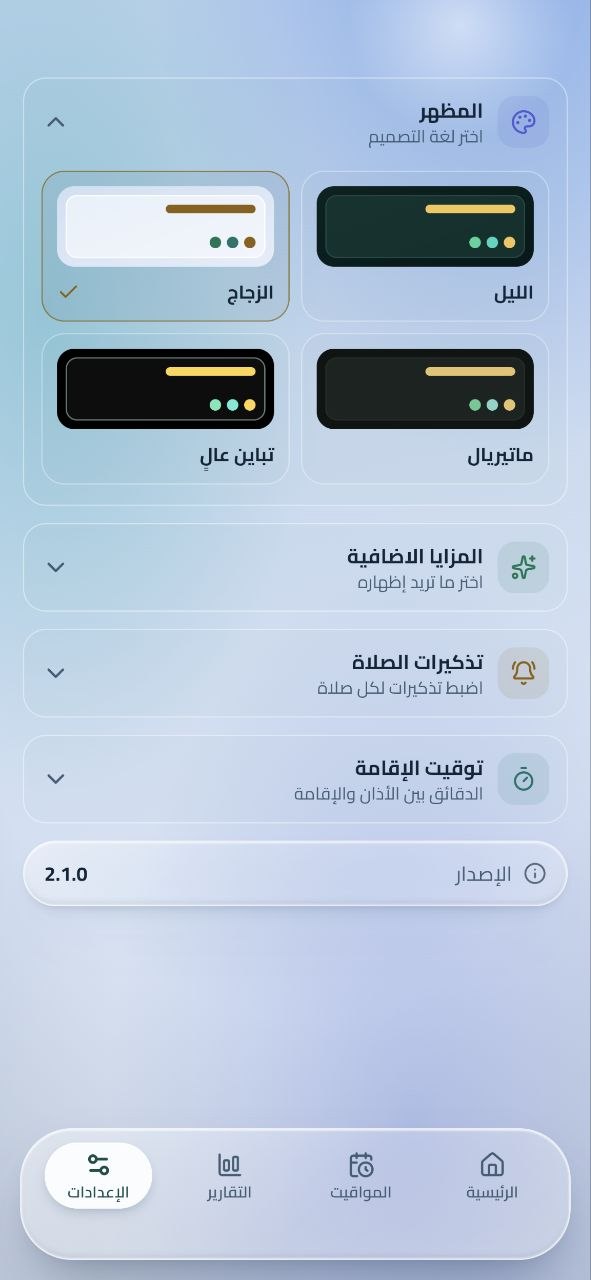 المظهر
اختر لغة التصميم
الليل
الزجاج
ماتيريال
تباين عالٍ
المزايا الاضافية
اختر ما تريد إظهاره
تذكيرات الصلاة
اضبط تذكيرات لكل صلاة
توقيت الإقامة
الدقائق بين الأذان والإقامة
الإصدار
2.1.0
الرئيسية
المواقيت
التقارير
الإعدادات